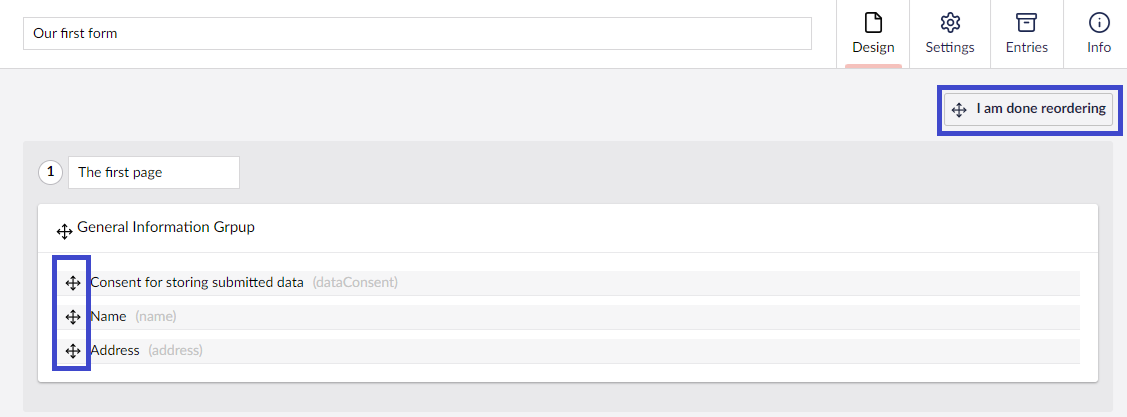 Our first form
Design
Settings
Entries
Info
I am done reordering
1
The first page
General Information Grpup
Consent for storing submitted data (dataConsent)
Name (name)
Address (address)